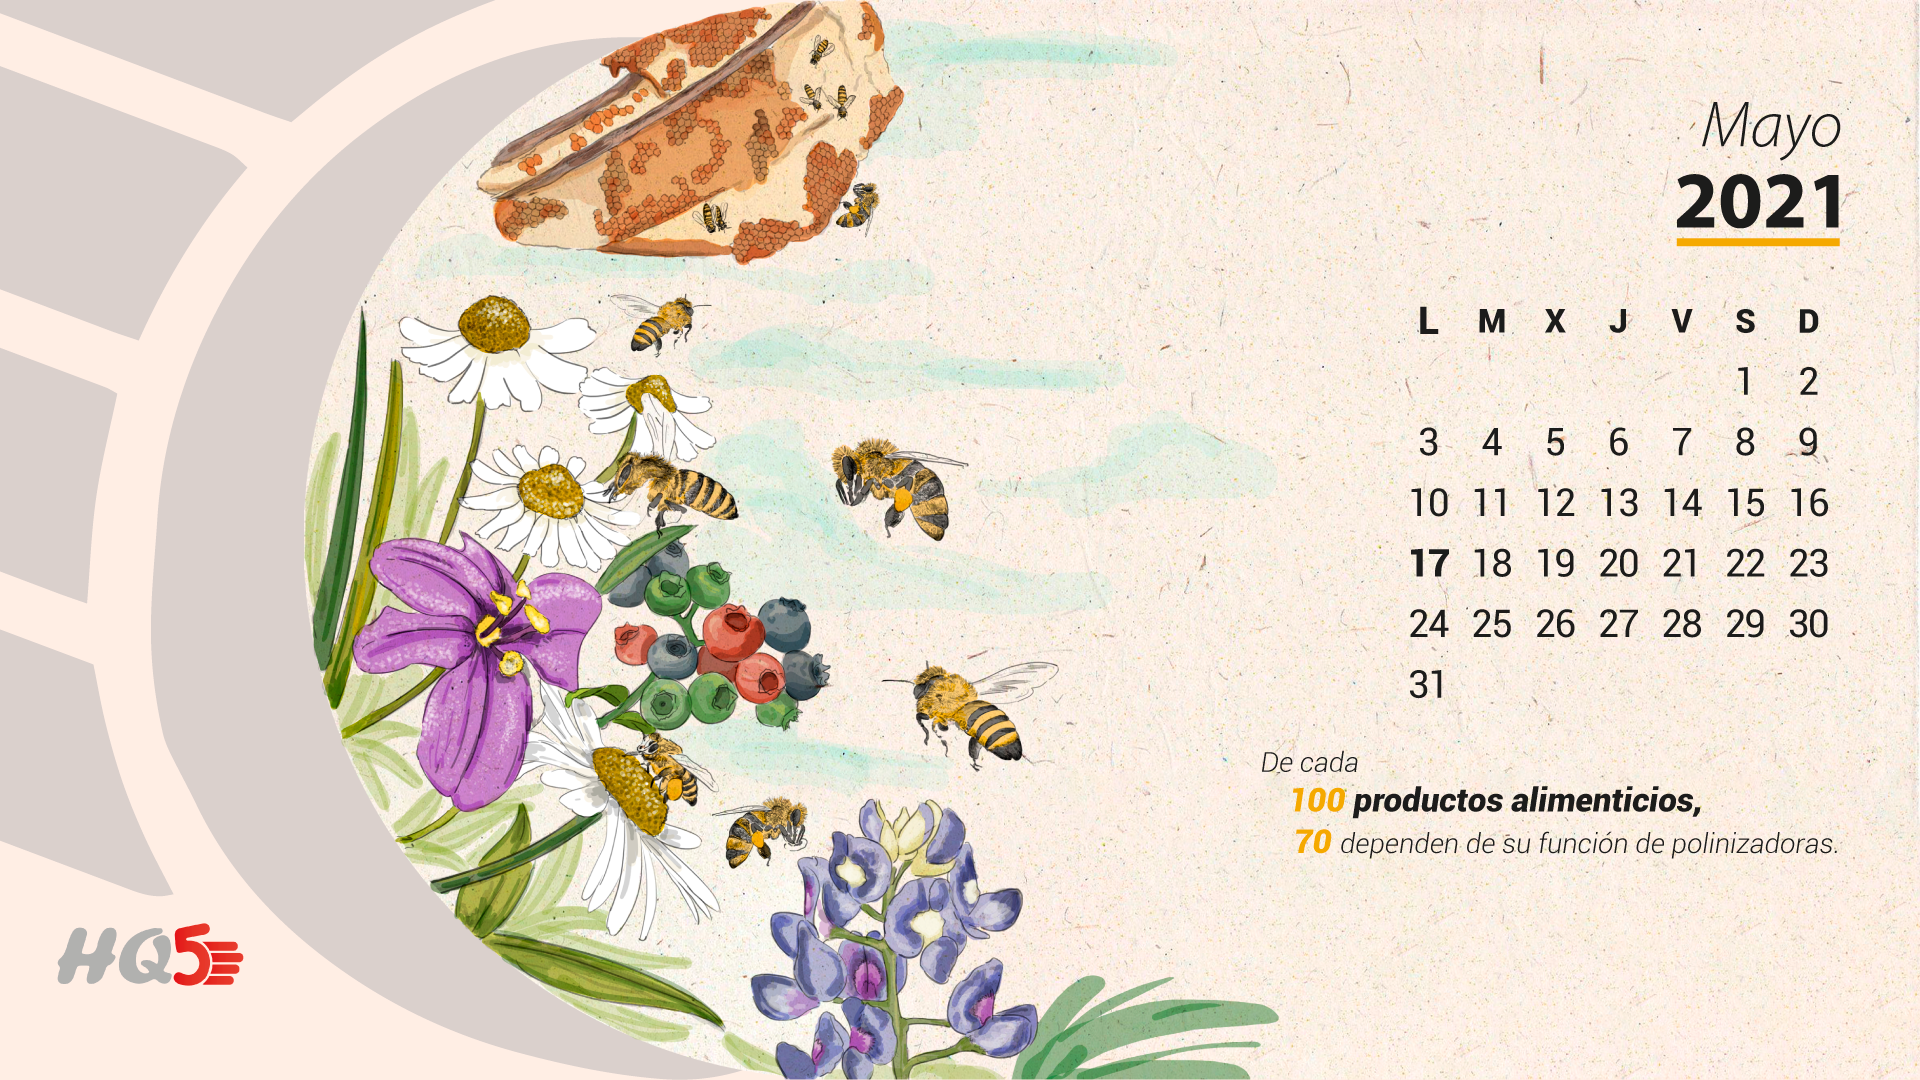 Mayo
2021
L M X J V S D
1 2
3 4 5 6 7 8 9
10 11 12 13 14 15 16
17 18 19 20 21 22 23
24 25 26 27 28 29 30
31
De cada
100 productos alimenticios,
70 dependen de su función de polinizadoras.
HQ5